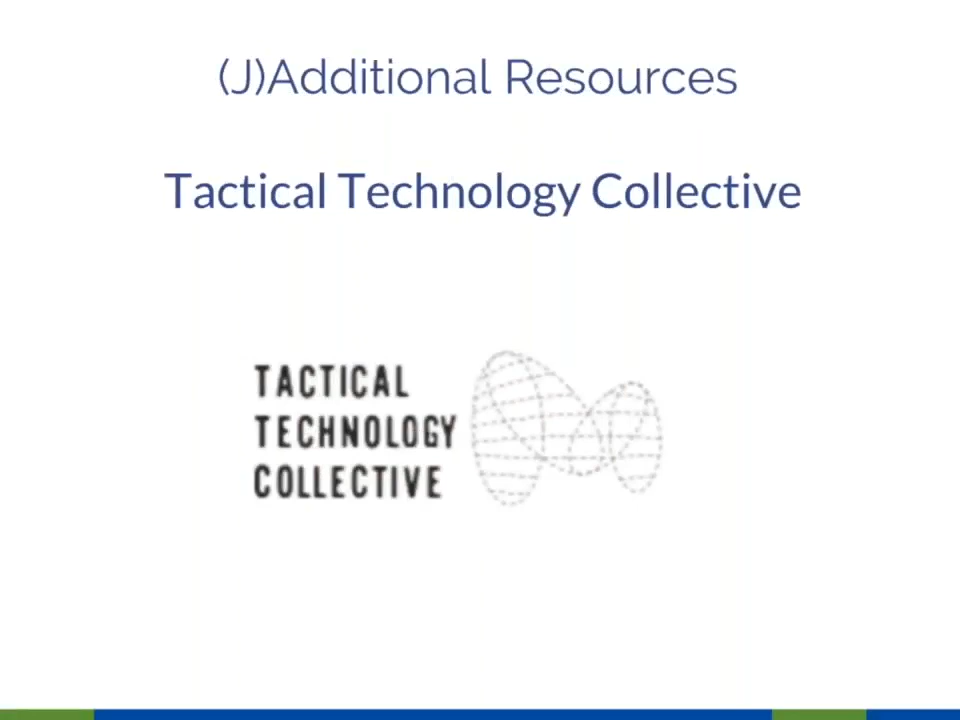 (J)Additional Resources
Tactical Technology Collective
TACTICAL
TECHNOLOGY
COLLECTIVE